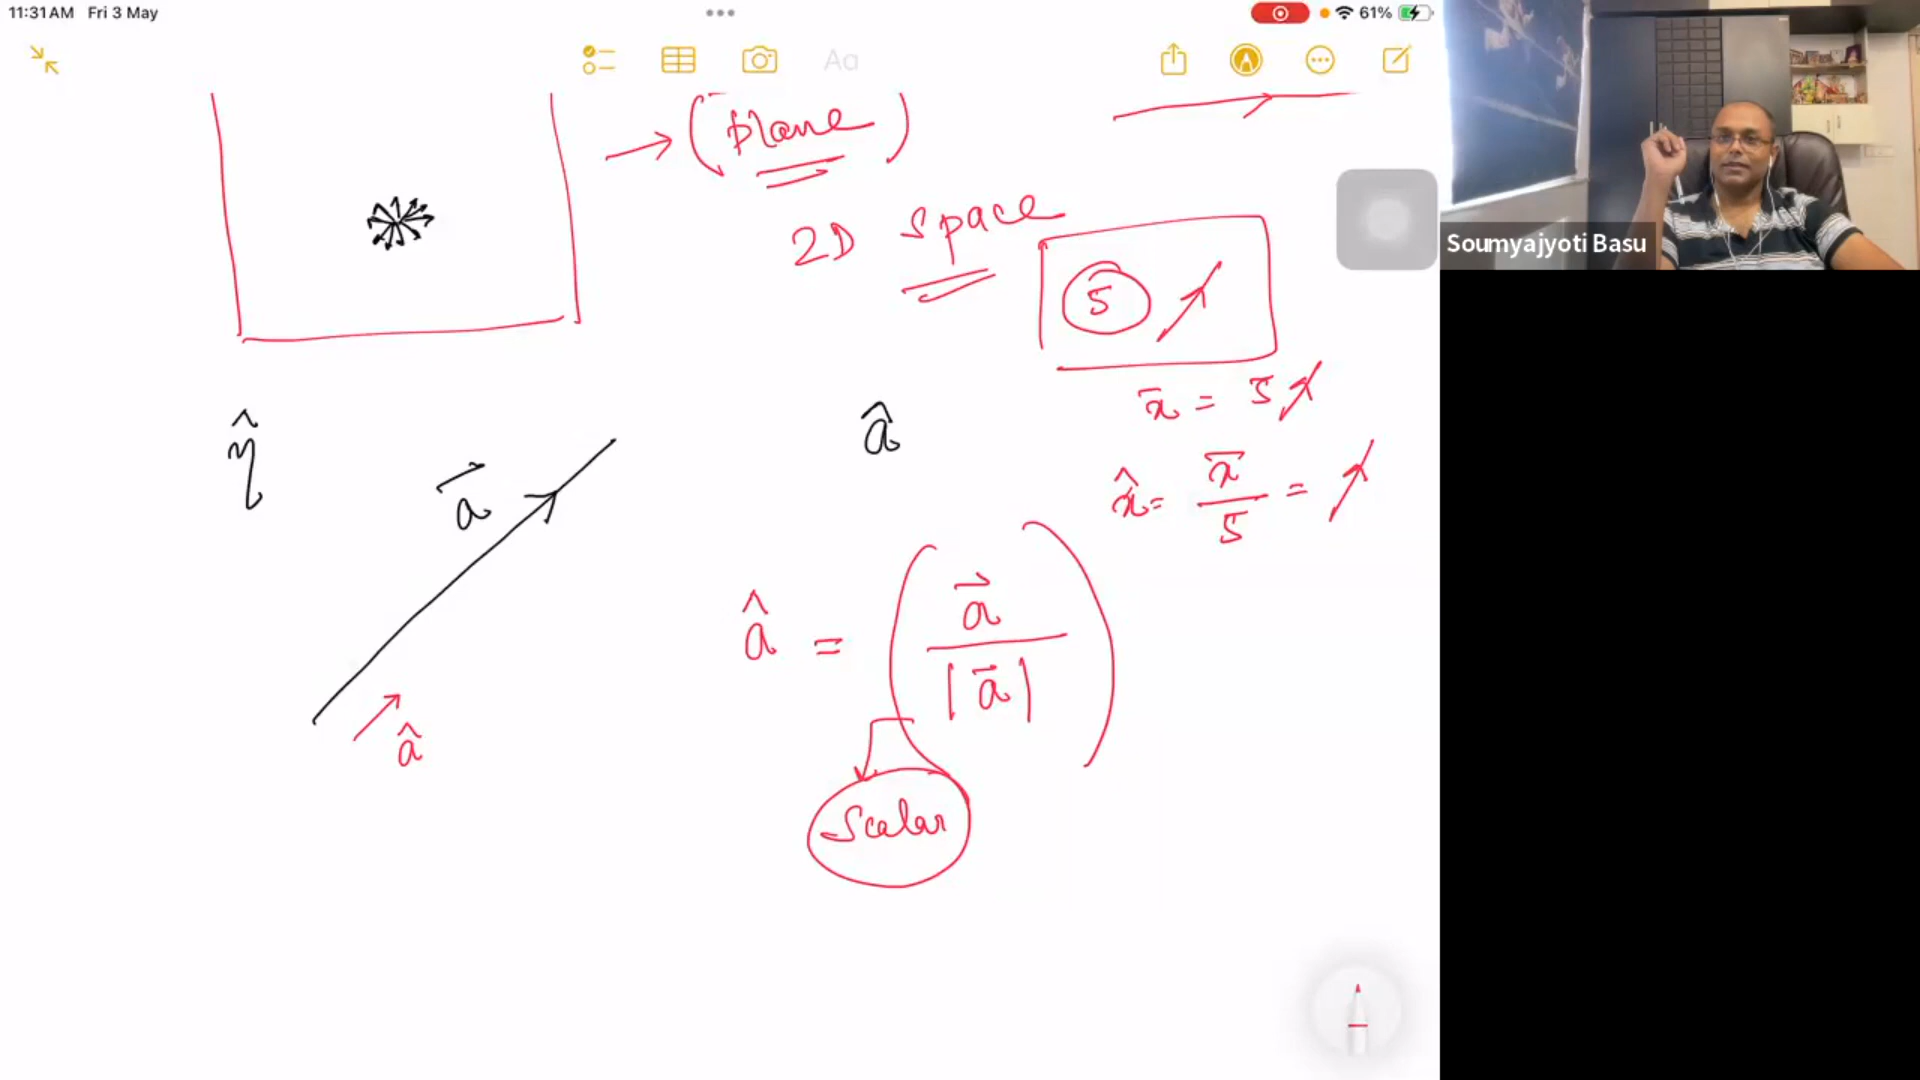 11:31 AM Fri 3 May
61%
Aa
→ (Plane)
2D Space
5
x̄ = 5
x̂ = x̄ / 5 =
η̂
a⃗
â
â
â = ( a⃗ / |a⃗| )
Scalar
Soumyajyoti Basu